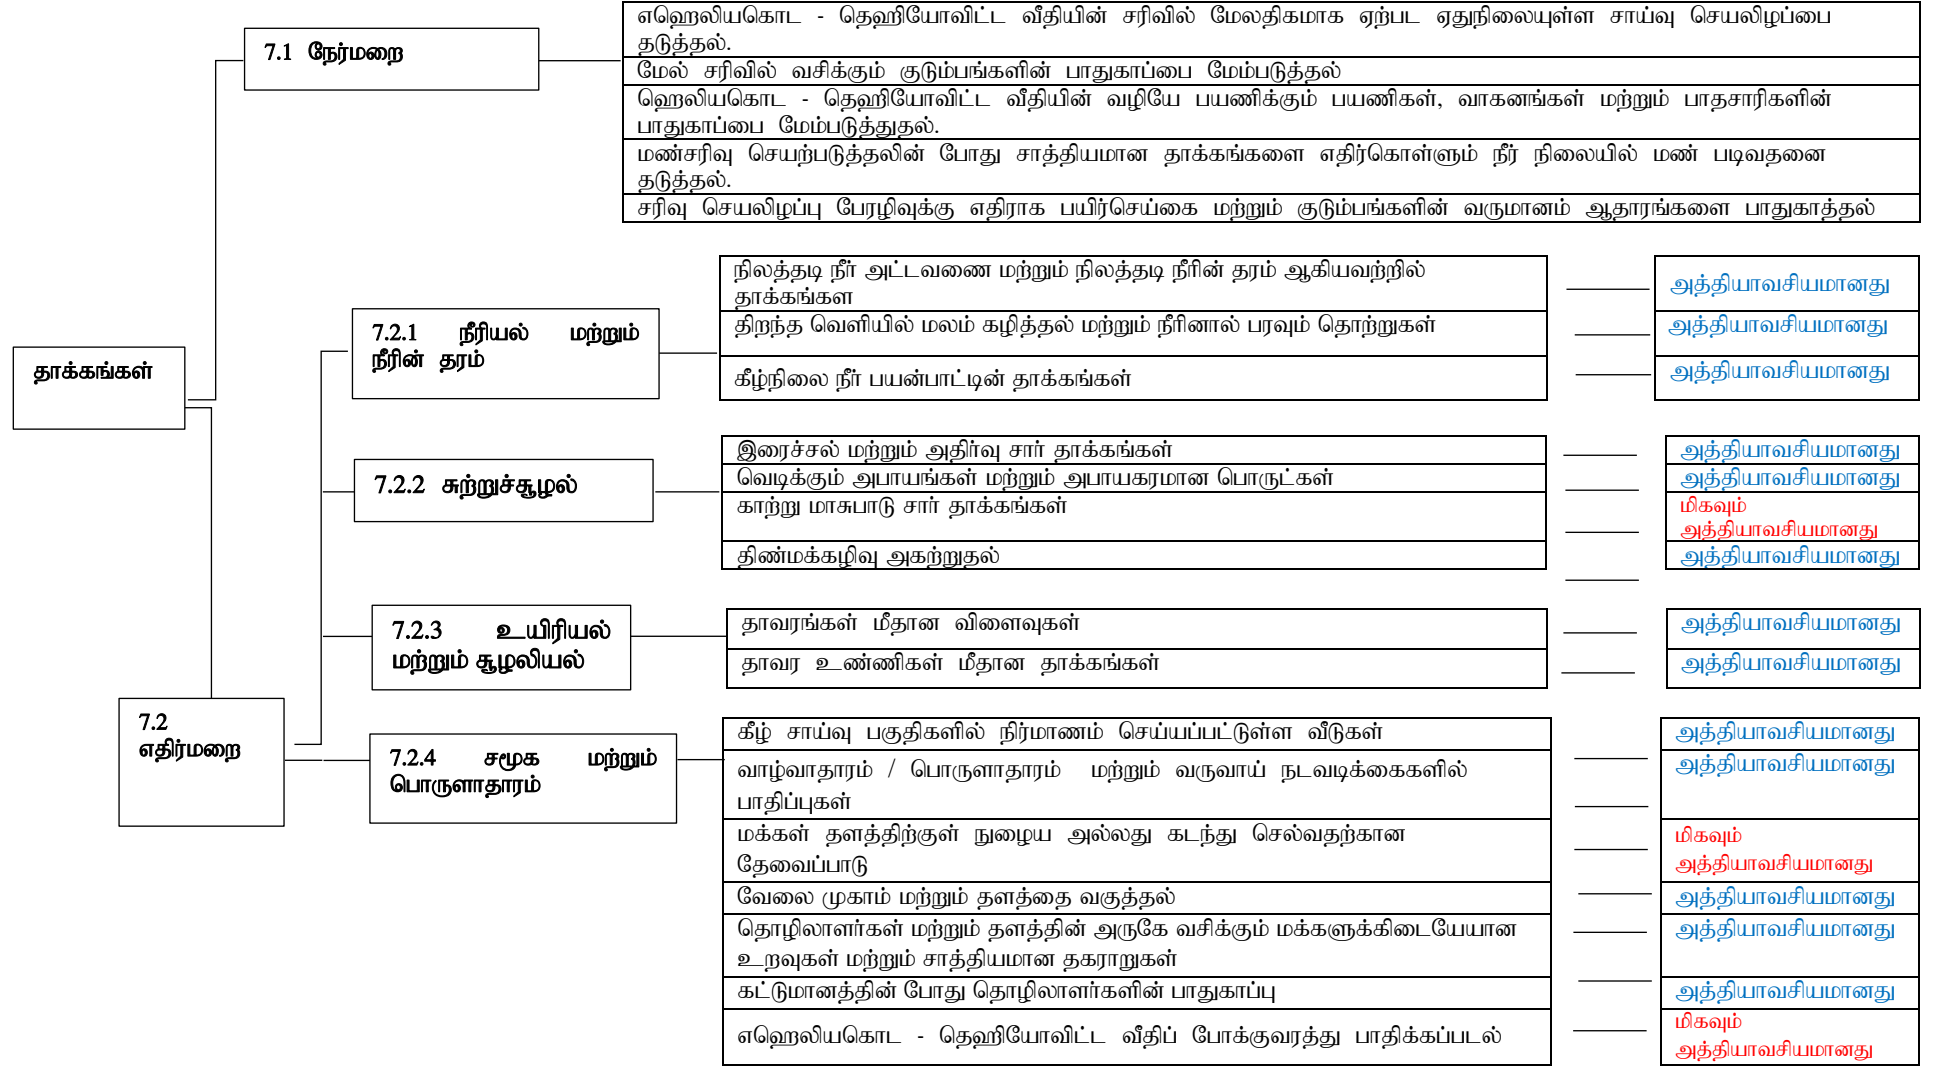 எஹெலியகொட - தெஹியோவிட்ட வீதியின் சரிவில் மேலதிகமாக ஏற்பட ஏதுநிலையுள்ள சாய்வு செயலிழப்பை
தடுத்தல்.
7.1 நேர்மறை
மேல் சரிவில் வசிக்கும் குடும்பங்களின் பாதுகாப்பை மேம்படுத்தல்
ஹெலியகொட - தெஹியோவிட்ட வீதியின் வழியே பயணிக்கும் பயணிகள், வாகனங்கள் மற்றும் பாதசாரிகளின்
பாதுகாப்பை மேம்படுத்துதல்.
மண்சரிவு செயற்படுத்தலின் போது சாத்தியமான தாக்கங்களை எதிர்கொள்ளும் நீர் நிலையில் மண் படிவதனை
தடுத்தல்.
சரிவு செயலிழப்பு பேரழிவுக்கு எதிராக பயிர்செய்கை மற்றும் குடும்பங்களின் வருமானம் ஆதாரங்களை பாதுகாத்தல்
தாக்கங்கள்
7.2.1 நீரியல் மற்றும்
நீரின் தரம்
நிலத்தடி நீர் அட்டவணை மற்றும் நிலத்தடி நீரின் தரம் ஆகியவற்றில்
தாக்கங்கள
அத்தியாவசியமானது
திறந்த வெளியில் மலம் கழித்தல் மற்றும் நீரினால் பரவும் தொற்றுகள்
அத்தியாவசியமானது
கீழ்நிலை நீர் பயன்பாட்டின் தாக்கங்கள்
அத்தியாவசியமானது
7.2.2 சுற்றுச்சூழல்
இரைச்சல் மற்றும் அதிர்வு சார் தாக்கங்கள்
அத்தியாவசியமானது
வெடிக்கும் அபாயங்கள் மற்றும் அபாயகரமான பொருட்கள்
அத்தியாவசியமானது
காற்று மாசுபாடு சார் தாக்கங்கள்
மிகவும்
அத்தியாவசியமானது
திண்மக்கழிவு அகற்றுதல்
அத்தியாவசியமானது
7.2.3 உயிரியல்
மற்றும் சூழலியல்
தாவரங்கள் மீதான விளைவுகள்
அத்தியாவசியமானது
தாவர உண்ணிகள் மீதான தாக்கங்கள்
அத்தியாவசியமானது
7.2
எதிர்மறை
7.2.4 சமூக மற்றும்
பொருளாதாரம்
கீழ் சாய்வு பகுதிகளில் நிர்மாணம் செய்யப்பட்டுள்ள வீடுகள்
அத்தியாவசியமானது
வாழ்வாதாரம் / பொருளாதாரம் மற்றும் வருவாய் நடவடிக்கைகளில்
பாதிப்புகள்
அத்தியாவசியமானது
மக்கள் தளத்திற்குள் நுழைய அல்லது கடந்து செல்வதற்கான
தேவைப்பாடு
மிகவும்
அத்தியாவசியமானது
வேலை முகாம் மற்றும் தளத்தை வகுத்தல்
அத்தியாவசியமானது
தொழிலாளர்கள் மற்றும் தளத்தின் அருகே வசிக்கும் மக்களுக்கிடையேயான
உறவுகள் மற்றும் சாத்தியமான தகராறுகள்
அத்தியாவசியமானது
கட்டுமானத்தின் போது தொழிலாளர்களின் பாதுகாப்பு
அத்தியாவசியமானது
எஹெலியகொட - தெஹியோவிட்ட வீதிப் போக்குவரத்து பாதிக்கப்படல்
மிகவும்
அத்தியாவசியமானது